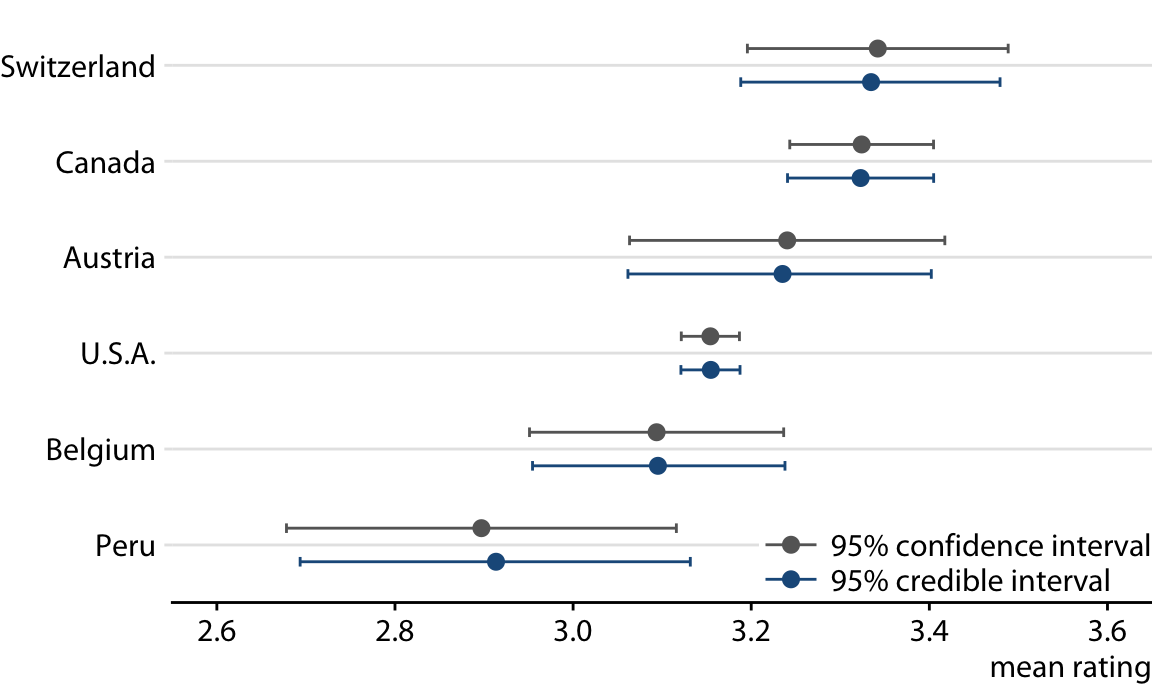 Switzerland
Canada
Austria
U.S.A.
Belgium
Peru
95% confidence interval
95% credible interval
2.6 2.8 3.0 3.2 3.4 3.6
mean rating